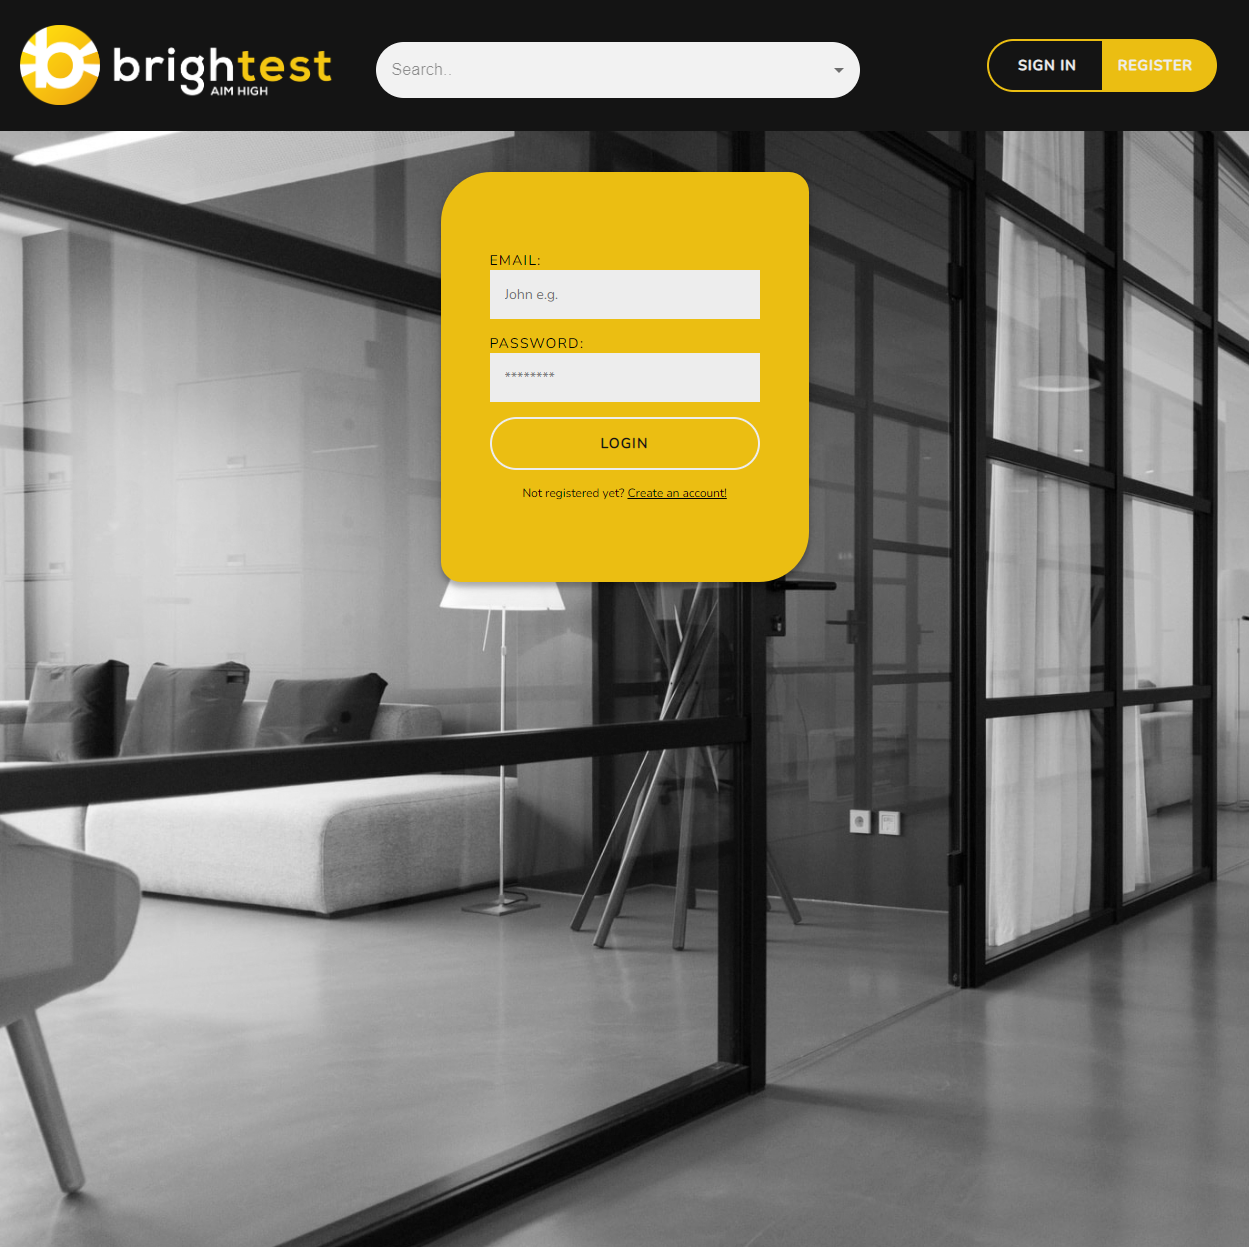 brightest
AIM HIGH
Search..
SIGN IN
REGISTER
EMAIL:
John e.g.
PASSWORD:
********
LOGIN
Not registered yet? Create an account!